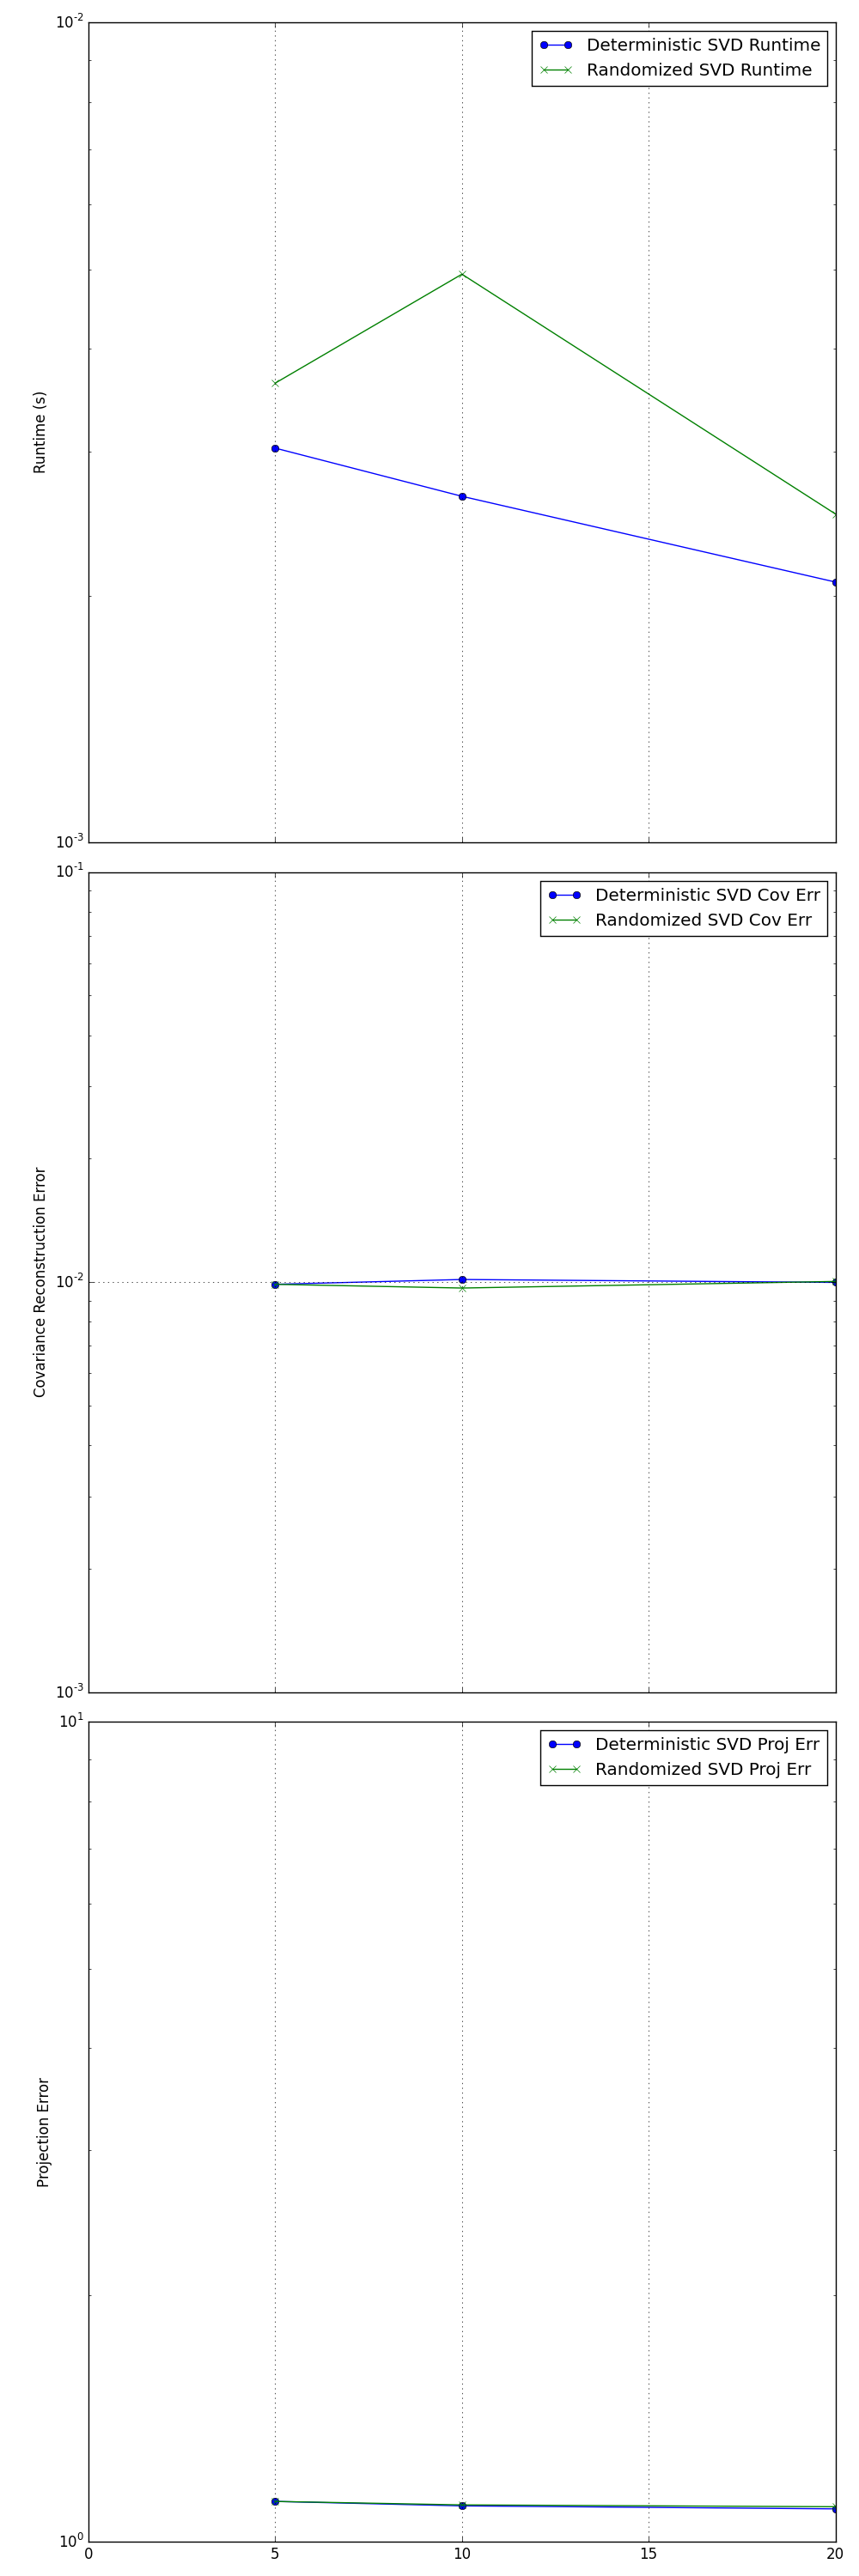 10^-2
Deterministic SVD Runtime
Randomized SVD Runtime
Runtime (s)
10^-3
10^-1
Deterministic SVD Cov Err
Randomized SVD Cov Err
Covariance Reconstruction Error
10^-2
10^-3
10^1
Deterministic SVD Proj Err
Randomized SVD Proj Err
Projection Error
10^0
0 5 10 15 20